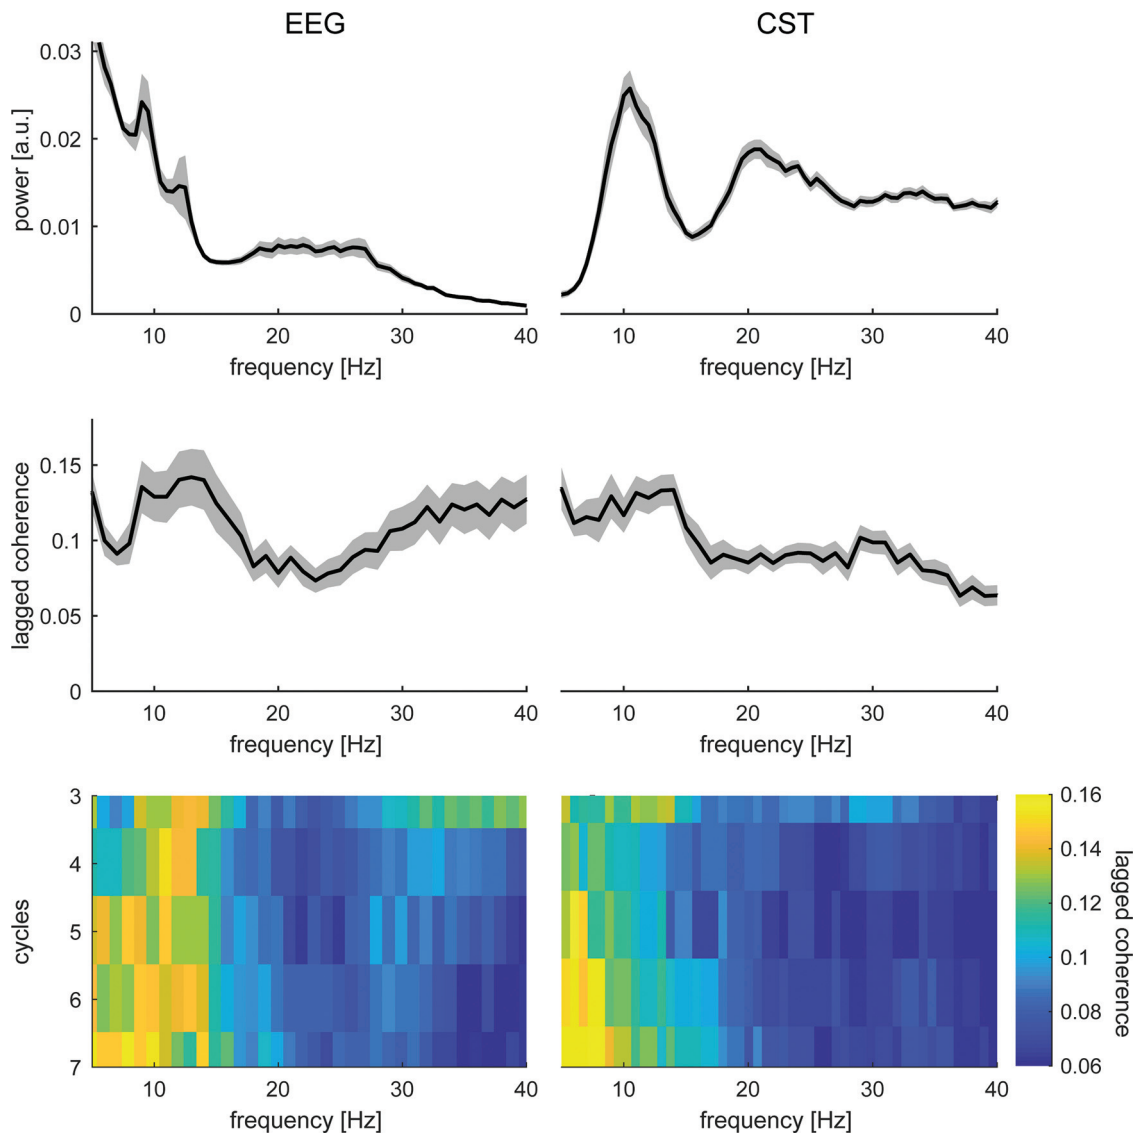 EEG
CST
power [a.u.]
0.03
0.02
0.01
0
10 20 30 40
frequency [Hz]
10 20 30 40
frequency [Hz]
lagged coherence
0.15
0.1
0.05
0
10 20 30 40
frequency [Hz]
10 20 30 40
frequency [Hz]
cycles
3
4
5
6
7
10 20 30 40
frequency [Hz]
10 20 30 40
frequency [Hz]
0.16
0.14
0.12
0.1
0.08
0.06
lagged coherence